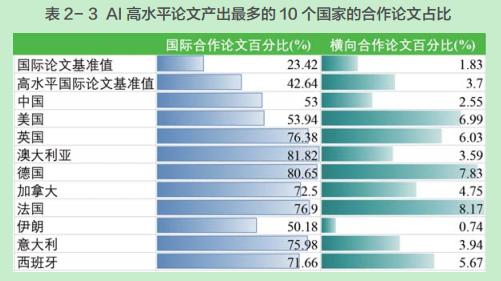 表 2-3 AI 高水平论文产出最多的 10 个国家的合作论文占比
国际合作论文百分比(%) 横向合作论文百分比(%)
国际论文基准值 23.42 1.83
高水平国际论文基准值 42.64 3.7
中国 53 2.55
美国 53.94 6.99
英国 76.38 6.03
澳大利亚 81.82 3.59
德国 80.65 7.83
加拿大 72.5 4.75
法国 76.9 8.17
伊朗 50.18 0.74
意大利 75.98 3.94
西班牙 71.66 5.67